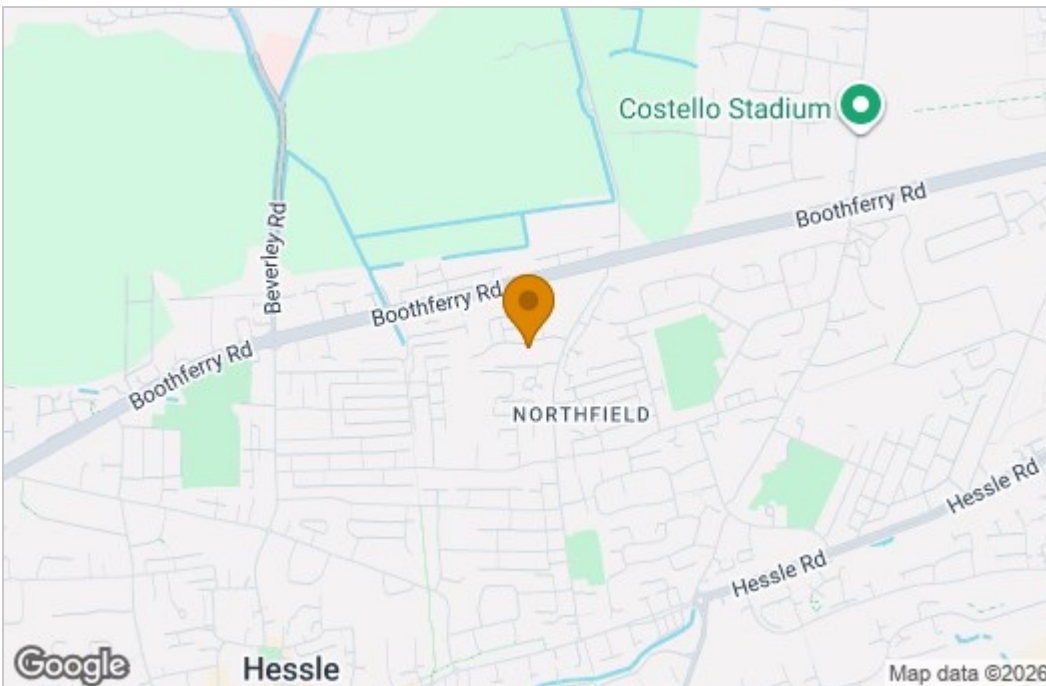 Costello Stadium
Boothferry Rd
Beverley Rd
Boothferry Rd
Boothferry Rd
NORTHFIELD
Hessle Rd
Hessle Rd
Google
Hessle
Map data ©2026